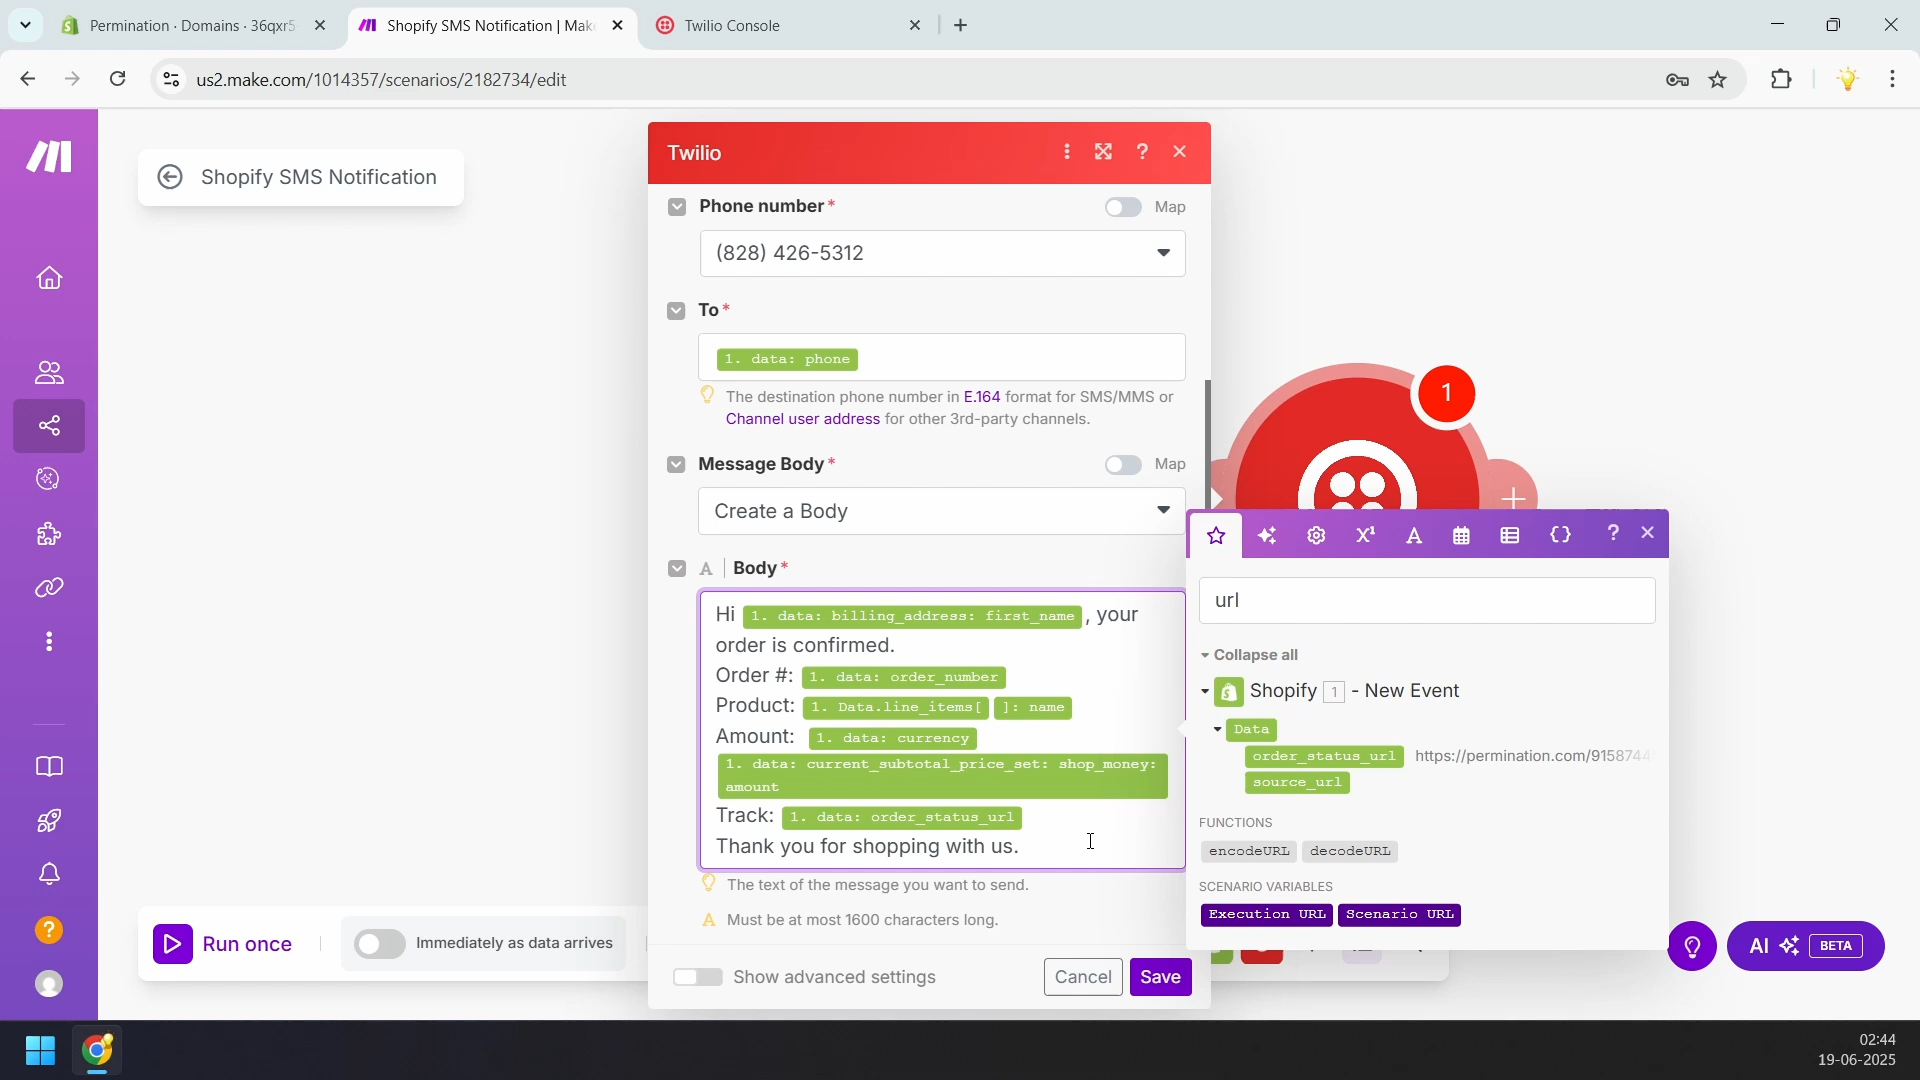 Permination · Domains · 36qxr5
Shopify SMS Notification | Make
Twilio Console
us2.make.com/1014357/scenarios/2182734/edit
Shopify SMS Notification
Twilio
Phone number*
Map
(828) 426-5312
To*
1. data: phone
The destination phone number in E.164 format for SMS/MMS or
Channel user address for other 3rd-party channels.
Message Body*
Map
Create a Body
A Body*
Hi 1. data: billing_address: first_name , your
order is confirmed.
Order #: 1. data: order_number
Product: 1. Data.line_items[ ]: name
Amount: 1. data: currency
1. data: current_subtotal_price_set: shop_money:
amount
Track: 1. data: order_status_url
Thank you for shopping with us.
The text of the message you want to send.
A Must be at most 1600 characters long.
Show advanced settings
Cancel
Save
1
url
Collapse all
Shopify 1 - New Event
Data
order_status_url https://permination.com/9158744
source_url
FUNCTIONS
encodeURL decodeURL
SCENARIO VARIABLES
Execution URL Scenario URL
Run once
Immediately as data arrives
AI BETA
02:44
19-06-2025